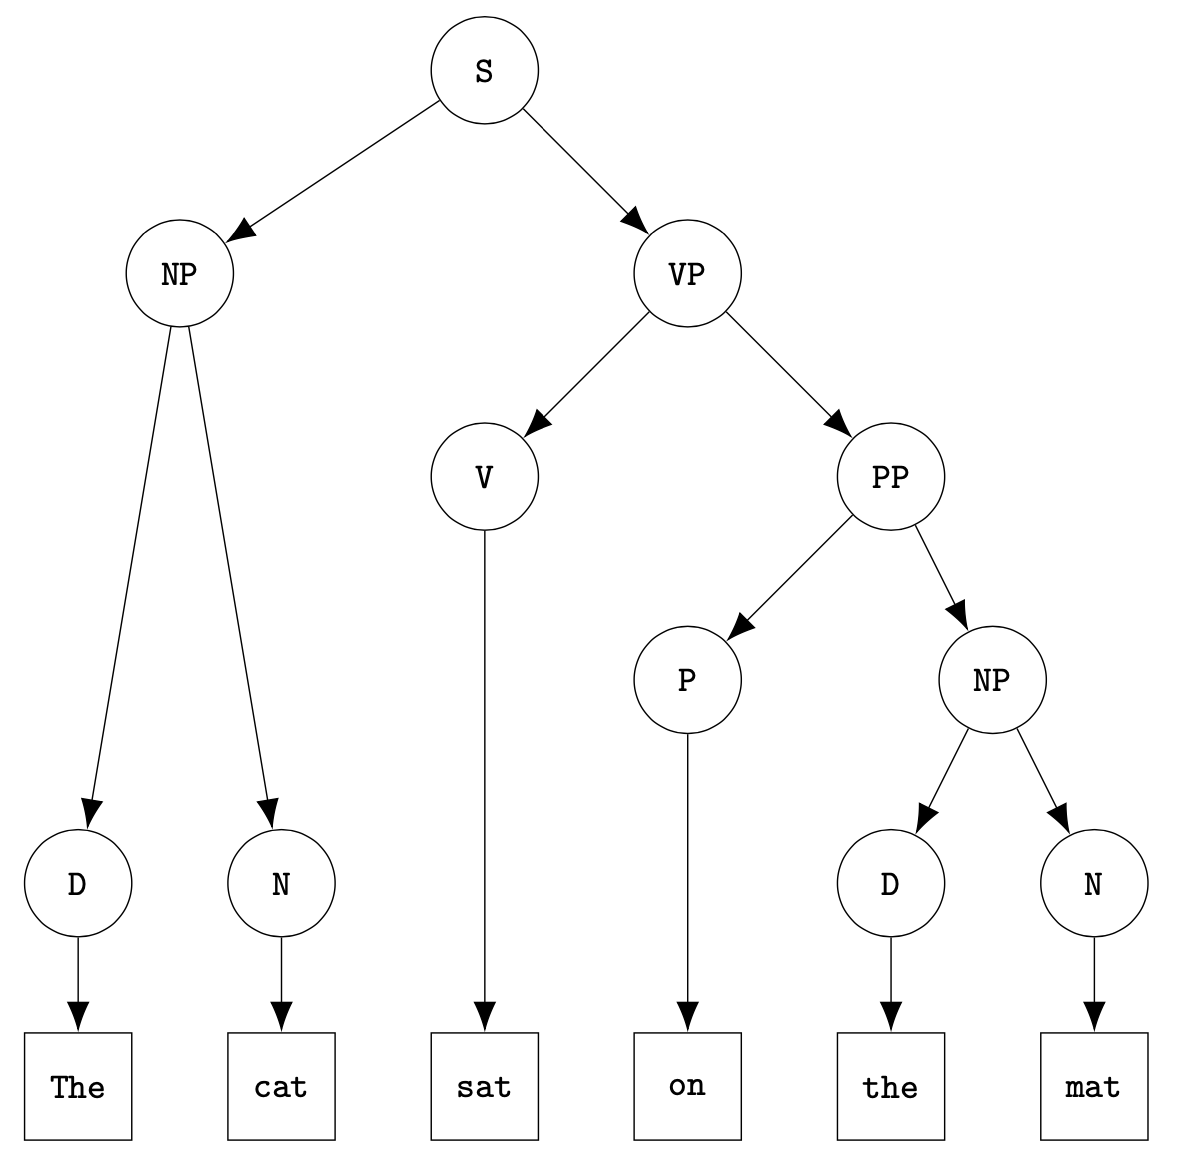 S
NP VP
V PP
P NP
D N D N
The cat sat on the mat